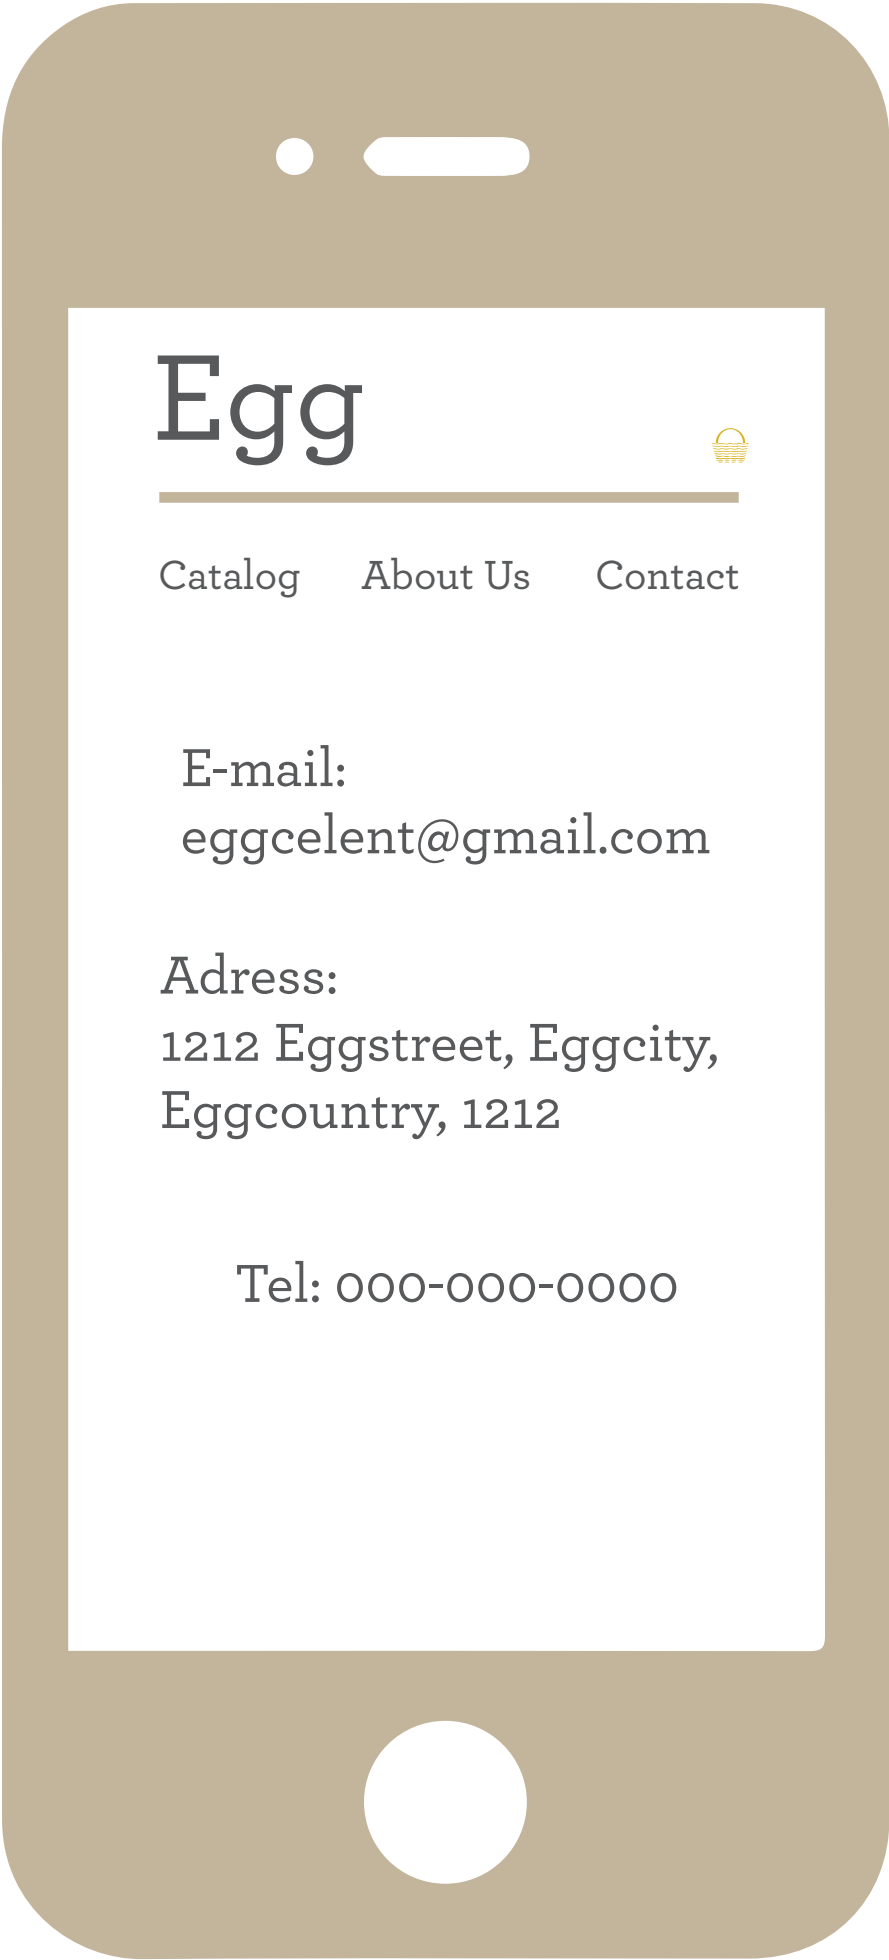 Egg
Catalog About Us Contact
E-mail:
eggcelent@gmail.com
Adress:
1212 Eggstreet, Eggcity,
Eggcountry, 1212
Tel: 000-000-0000